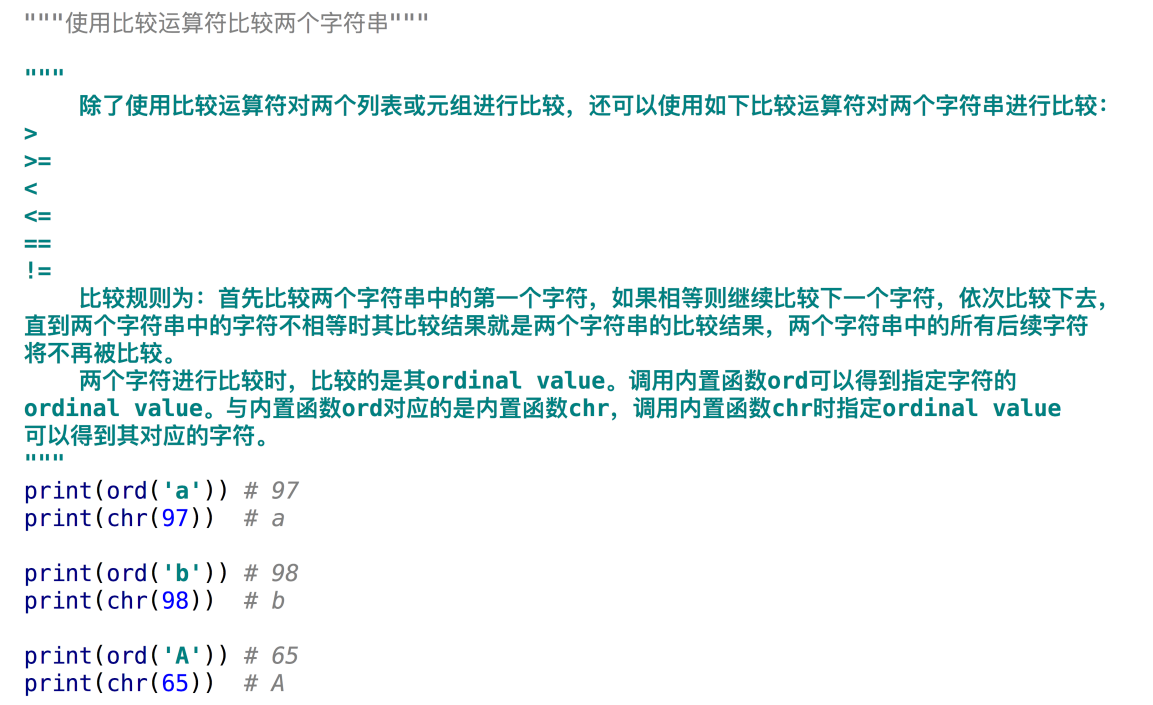 """使用比较运算符比较两个字符串"""
"""
    除了使用比较运算符对两个列表或元组进行比较，还可以使用如下比较运算符对两个字符串进行比较：
>
>=
<
<=
==
!=
    比较规则为：首先比较两个字符串中的第一个字符，如果相等则继续比较下一个字符，依次比较下去，
直到两个字符串中的字符不相等时其比较结果就是两个字符串的比较结果，两个字符串中的所有后续字符
将不再被比较。
    两个字符进行比较时，比较的是其ordinal value。调用内置函数ord可以得到指定字符的
ordinal value。与内置函数ord对应的是内置函数chr，调用内置函数chr时指定ordinal value
可以得到其对应的字符。
"""
print(ord('a')) # 97
print(chr(97))  # a
print(ord('b')) # 98
print(chr(98))  # b
print(ord('A')) # 65
print(chr(65))  # A